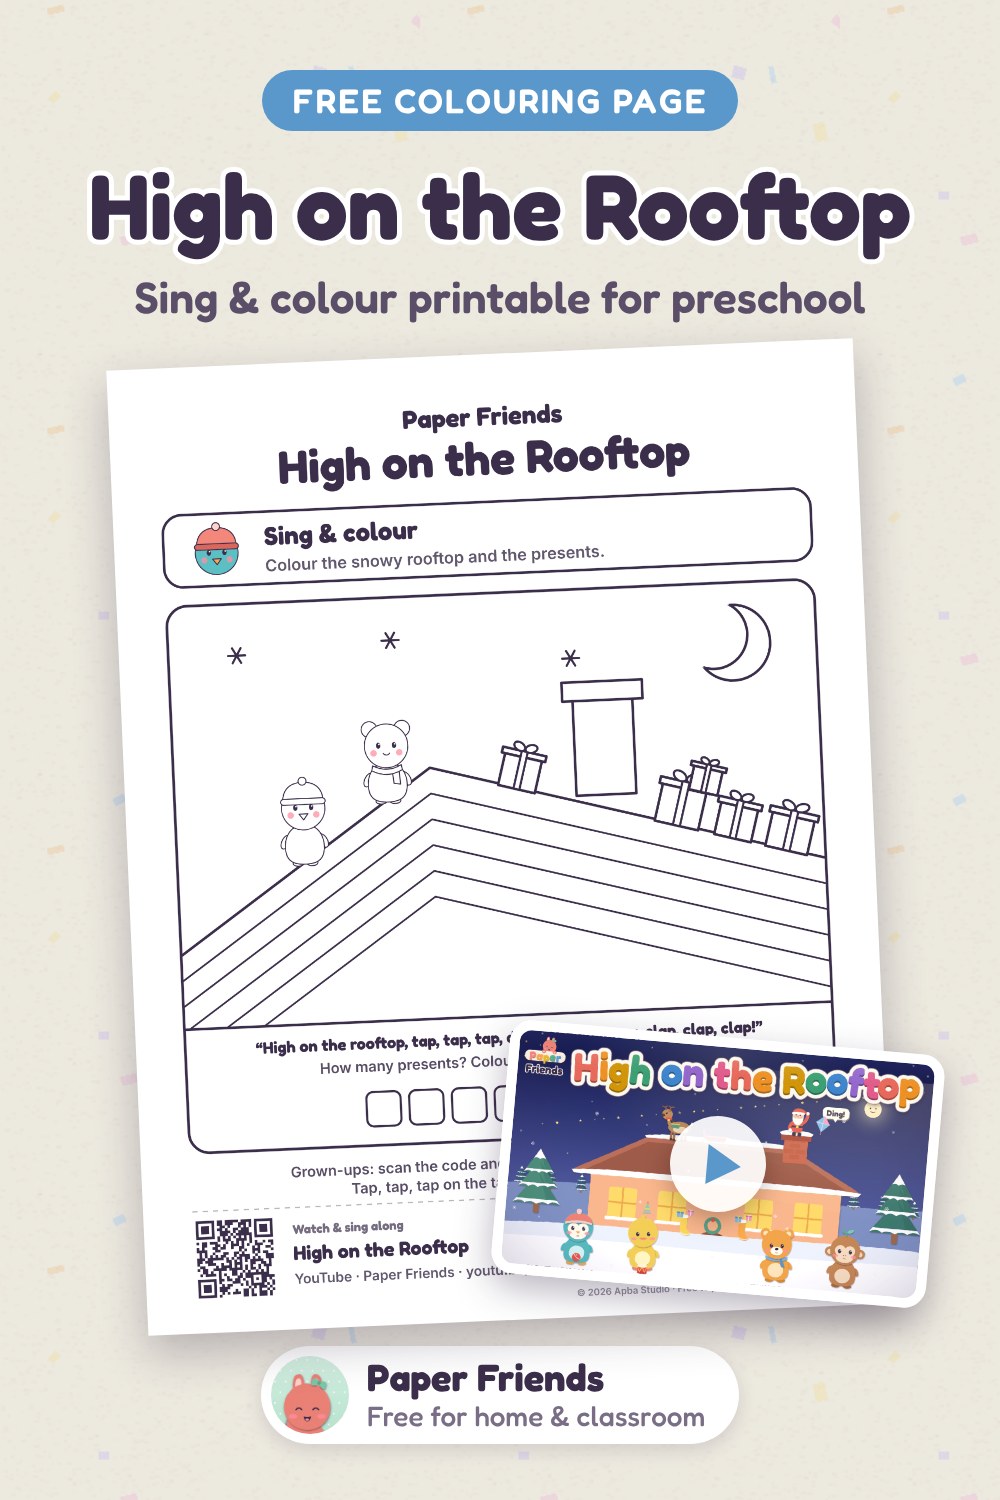 FREE COLOURING PAGE
High on the Rooftop
Sing & colour printable for preschool
Paper Friends
High on the Rooftop
Sing & colour
Colour the snowy rooftop and the presents.
“High on the rooftop, tap, tap, tap, clap, clap, clap!”
How many presents? Colou
Grown-ups: scan the code and
Tap, tap, tap on the
Watch & sing along
High on the Rooftop
YouTube · Paper Friends ·
© 2026 Apba Studio ·
Paper Friends
High on the Rooftop
Ding!
Paper Friends
Free for home & classroom